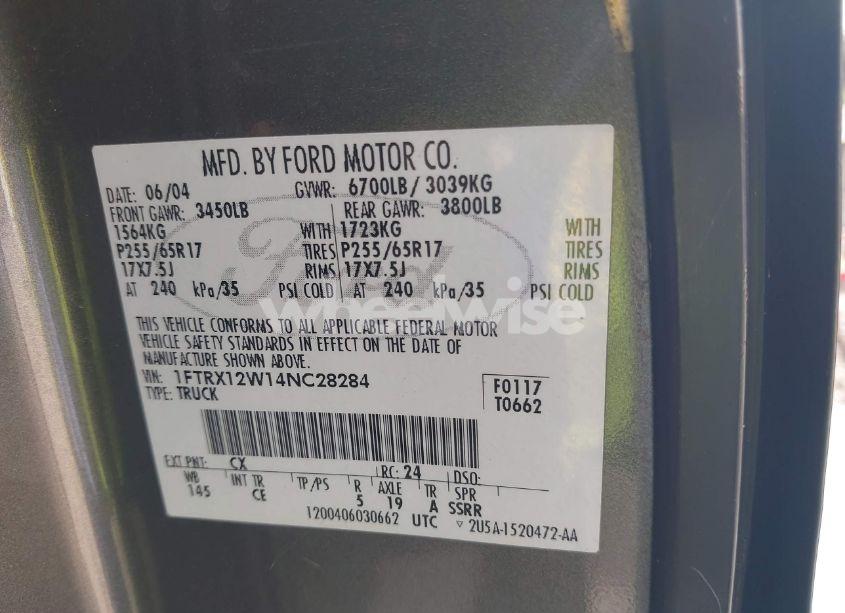 MFD. BY FORD MOTOR CO.
DATE: 06/04 GVWR: 6700LB/ 3039KG
FRONT GAWR: 3450LB REAR GAWR: 3800LB
1564KG WITH 1723KG WITH
P255/65R17 TIRES P255/65R17 TIRES
17X7.5J RIMS 17X7.5J RIMS
AT 240 kPa/35 PSI COLD AT 240 kPa/35 PSI COLD
Ford
wheelwise
THIS VEHICLE CONFORMS TO ALL APPLICABLE FEDERAL MOTOR
VEHICLE SAFETY STANDARDS IN EFFECT ON THE DATE OF
MANUFACTURE SHOWN ABOVE.
VIN: 1FTRX12W14NC28284 F0117
TYPE: TRUCK T0662
EXT PNT: CX RC: 24 DSO:
WB INT TR TP/PS R AXLE TR SPR
145 CE 5 19 A SSRR
1200406030662 UTC ▽ 2U5A-1520472-AA